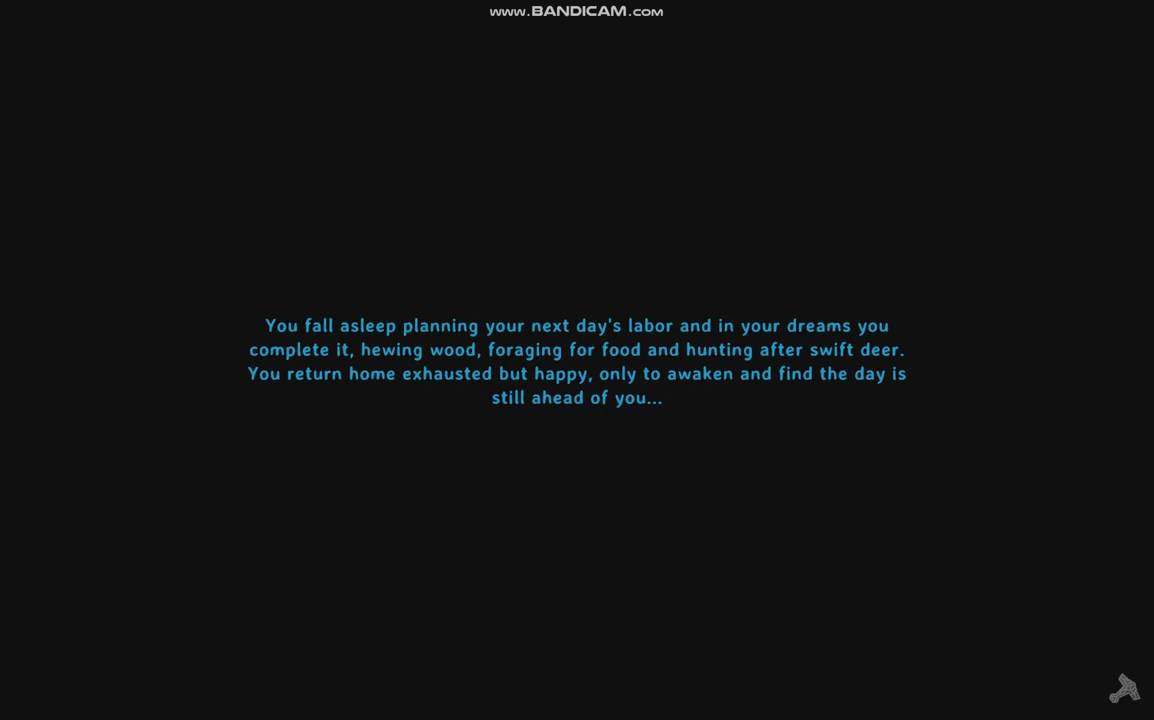 www.BANDICAM.com
You fall asleep planning your next day's labor and in your dreams you
complete it, hewing wood, foraging for food and hunting after swift deer.
You return home exhausted but happy, only to awaken and find the day is
still ahead of you...